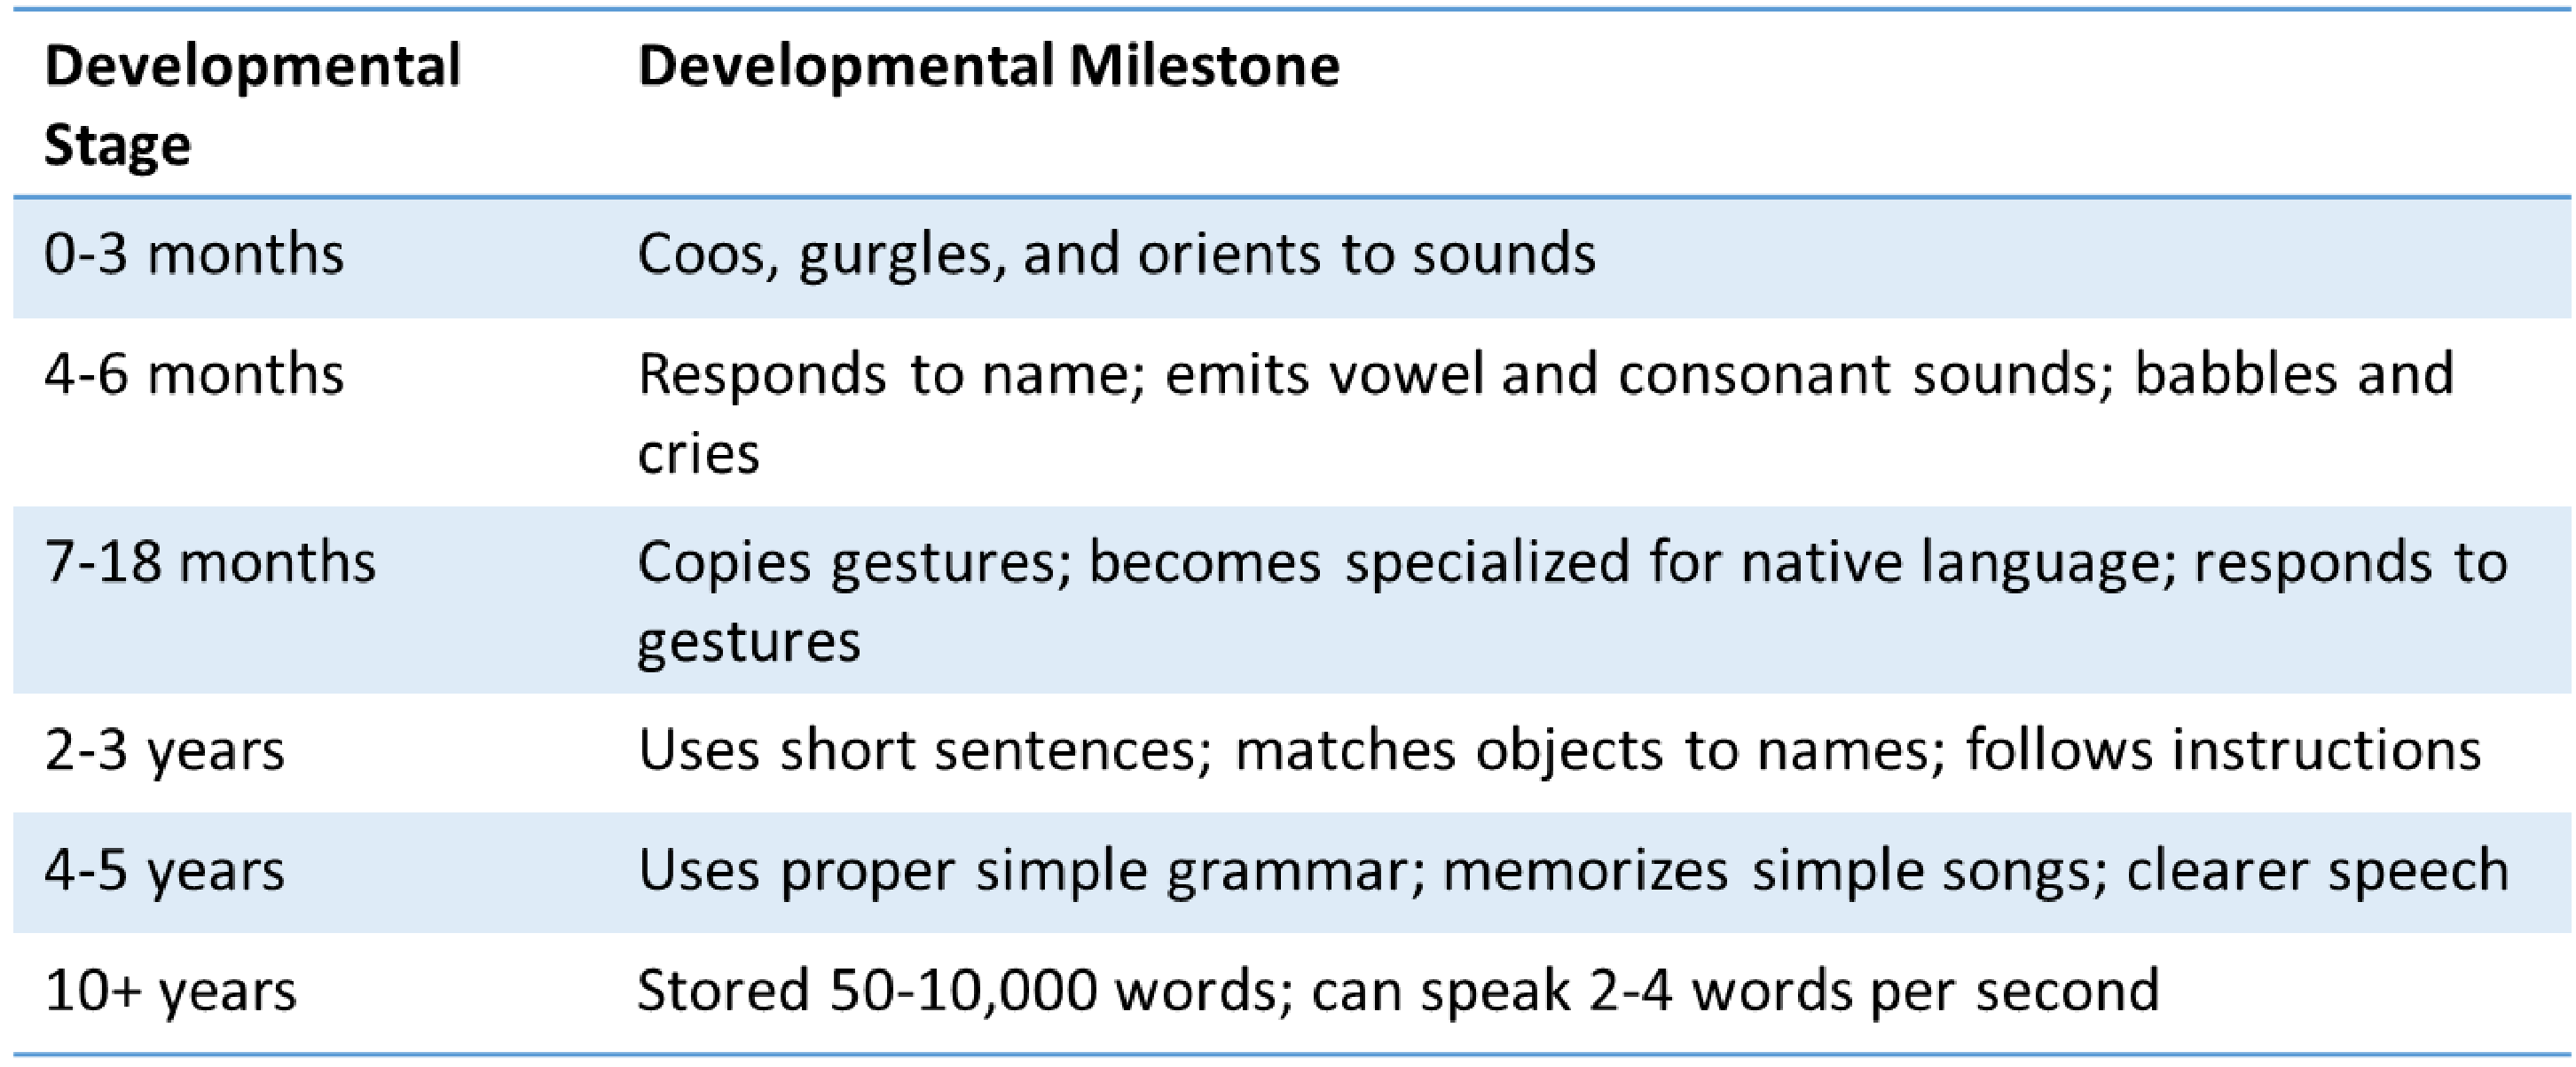 Developmental Stage	Developmental Milestone
0-3 months	Coos, gurgles, and orients to sounds
4-6 months	Responds to name; emits vowel and consonant sounds; babbles and
cries
7-18 months	Copies gestures; becomes specialized for native language; responds to
gestures
2-3 years	Uses short sentences; matches objects to names; follows instructions
4-5 years	Uses proper simple grammar; memorizes simple songs; clearer speech
10+ years	Stored 50-10,000 words; can speak 2-4 words per second